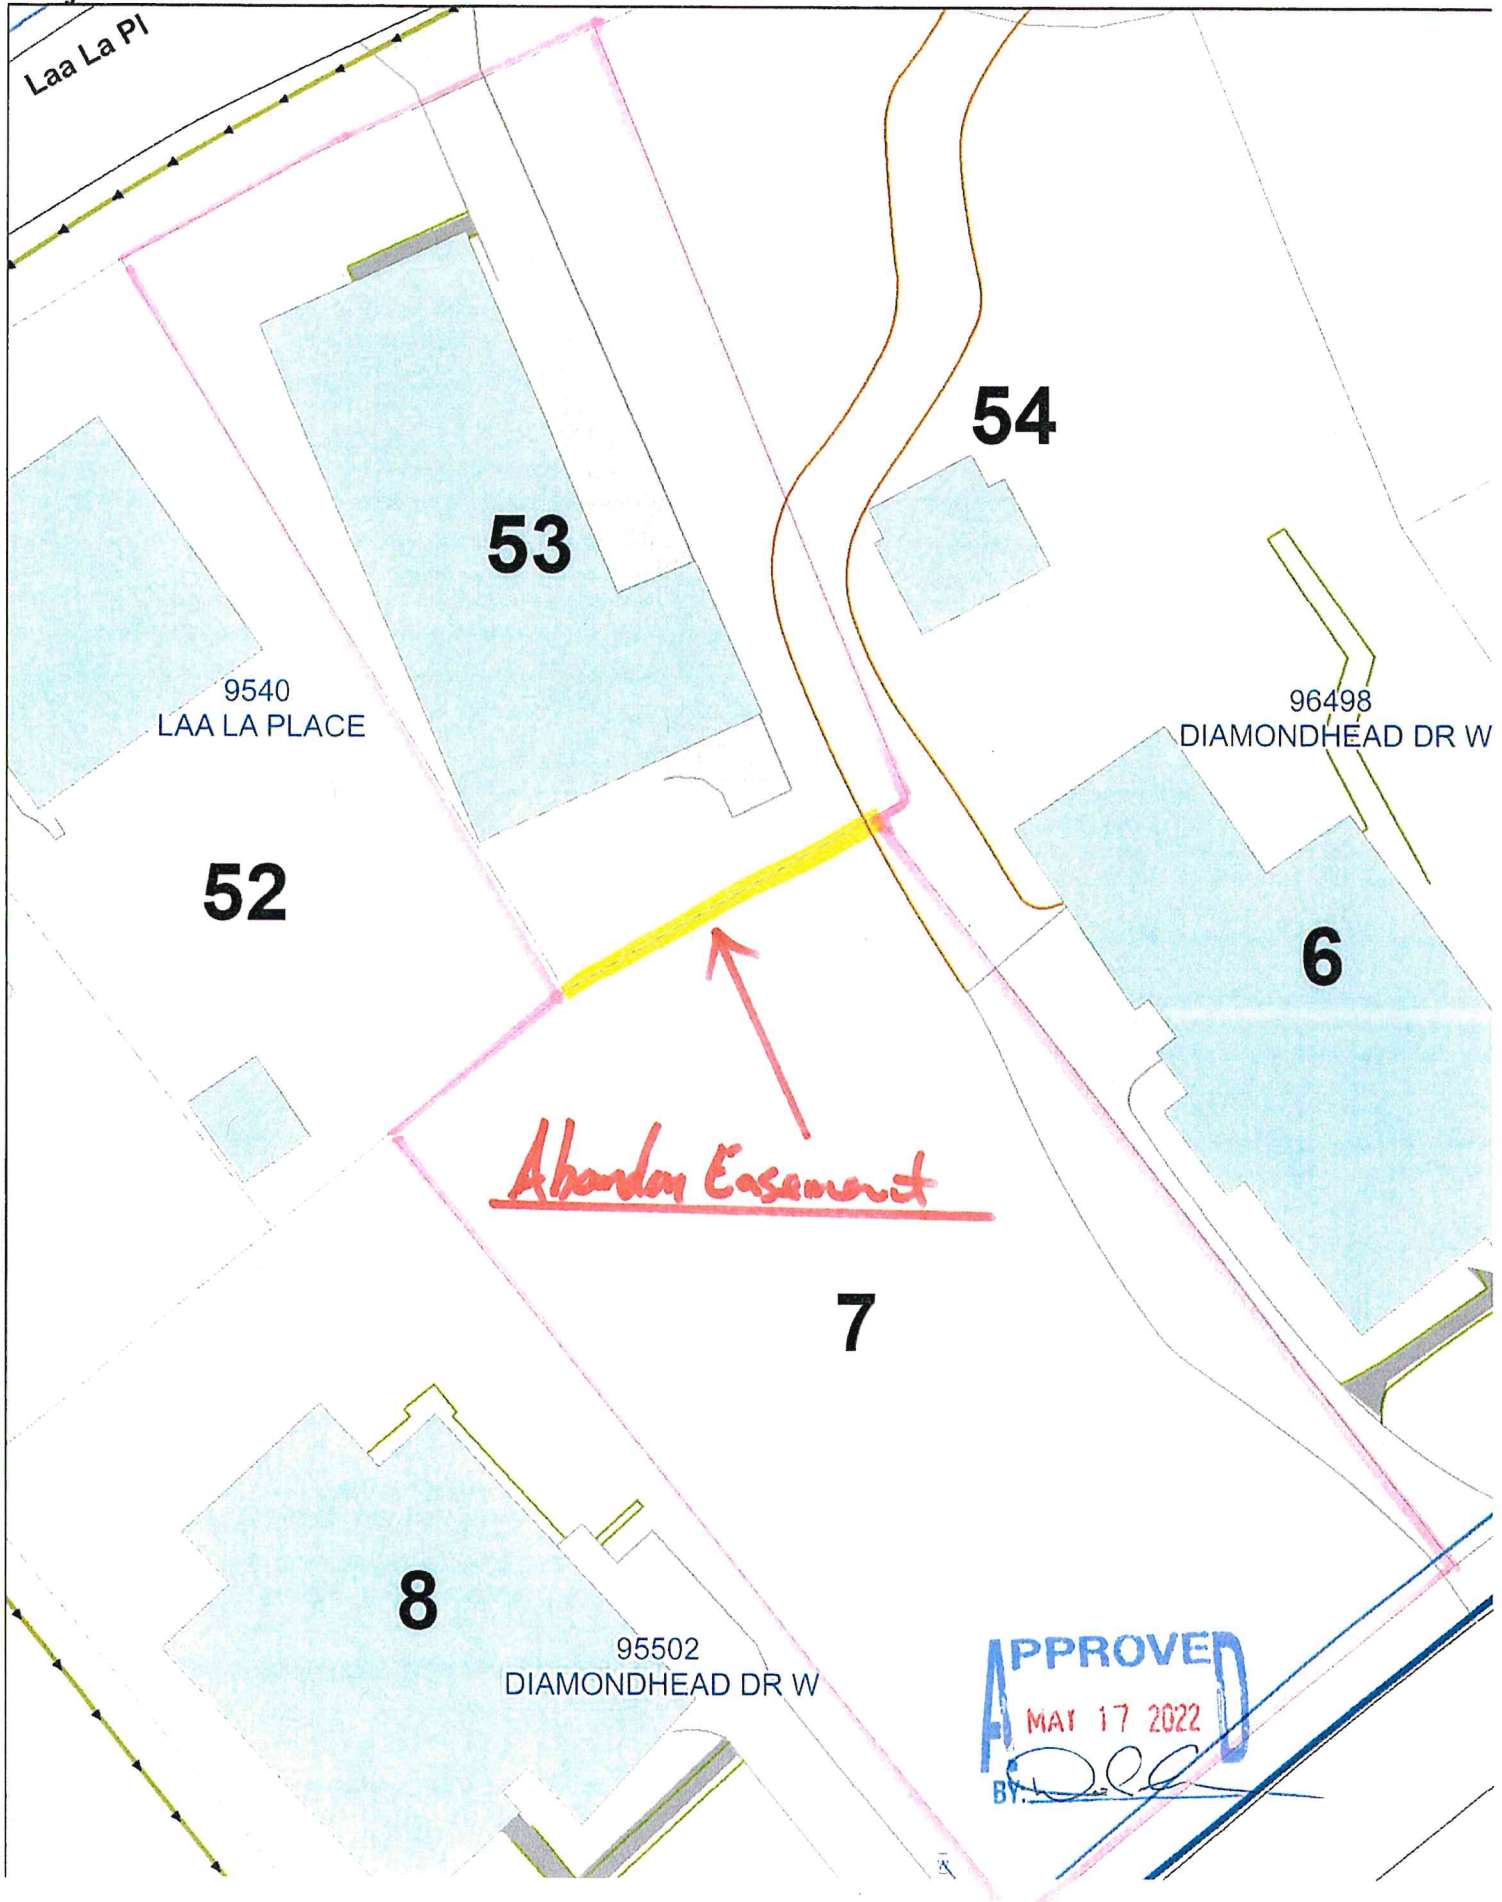 Laa La Pl
54
53
9540
LAA LA PLACE
96498
DIAMONDHEAD DR W
52
6
Abandon Easement
7
8
95502
DIAMONDHEAD DR W
APPROVED
MAY 17 2022
BY: